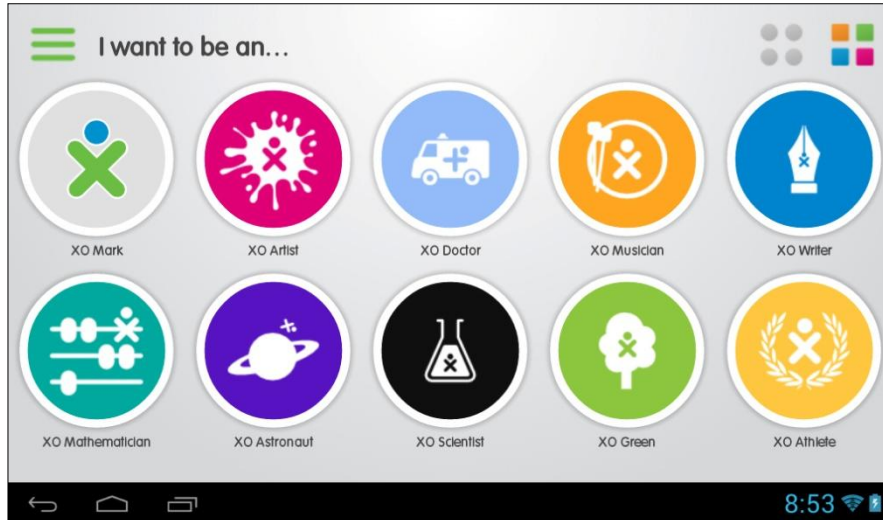 I want to be an...
XO Mark
XO Artist
XO Doctor
XO Musician
XO Writer
XO Mathematician
XO Astronaut
XO Scientist
XO Green
XO Athlete
8:53